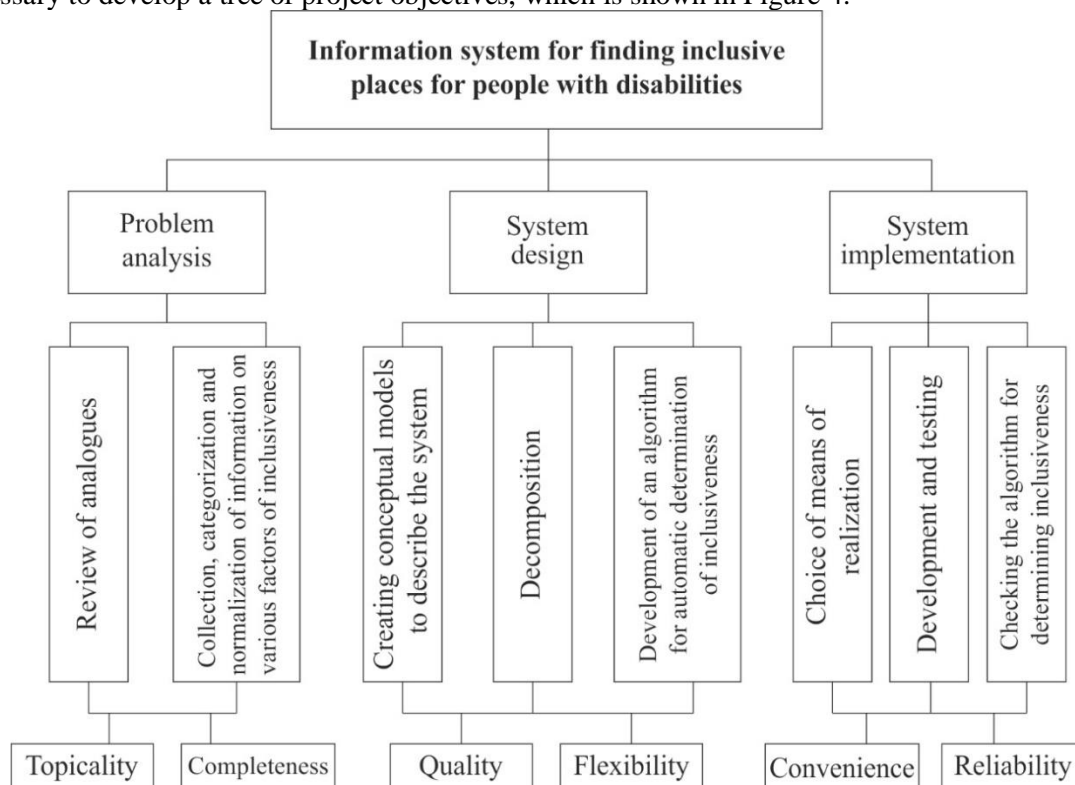 ssary to develop a tree of project objectives, which is shown in Figure 4.
Information system for finding inclusive
places for people with disabilities
Problem
analysis
System
design
System
implementation
Review of analogues
Collection, categorization and
normalization of information on
various factors of inclusiveness
Creating conceptual models
to describe the system
Decomposition
Development of an algorithm
for automatic determination
of inclusiveness
Choice of means of
realization
Development and testing
Checking the algorithm for
determining inclusiveness
Topicality
Completeness
Quality
Flexibility
Convenience
Reliability